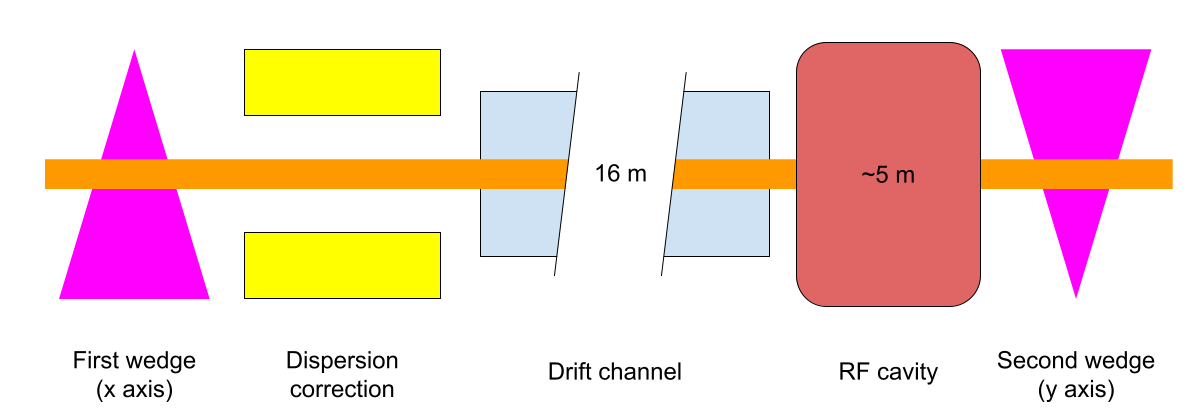 16 m
~5 m
First wedge
(x axis)
Dispersion
correction
Drift channel
RF cavity
Second wedge
(y axis)